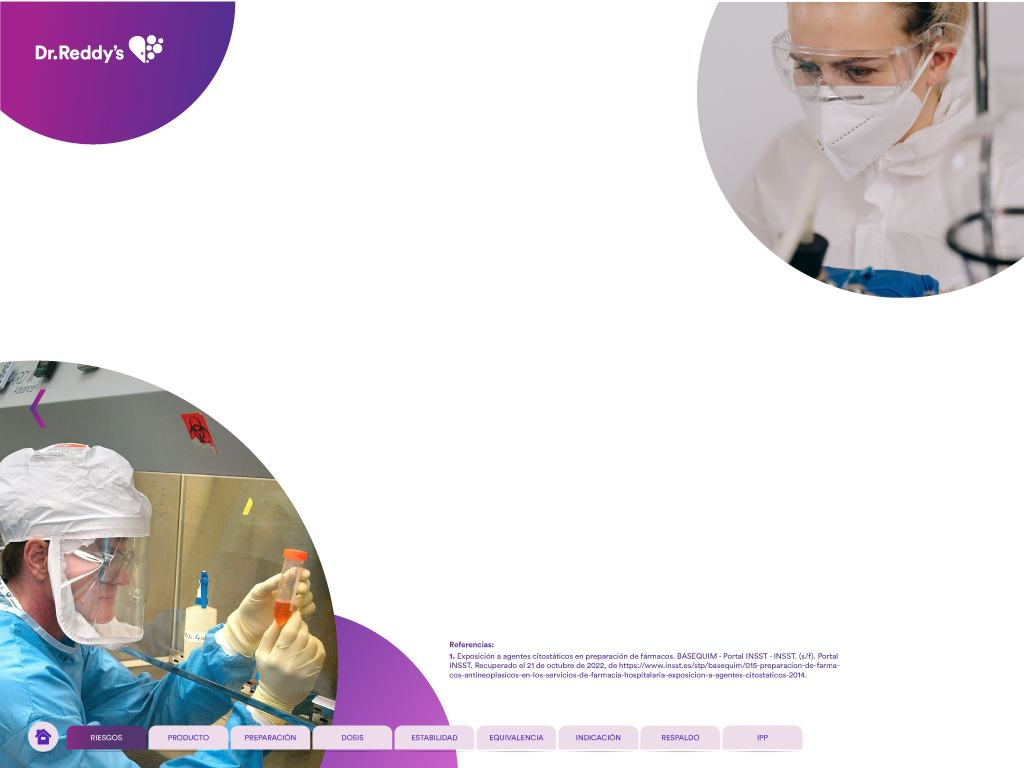 Dr.Reddy's
Referencias:
1. Exposición a agentes citostáticos en preparación de fármacos. BASEQUIM - Portal INSST - INSST. (s/f). Portal
INSST. Recuperado el 21 de octubre de 2022, de https://www.insst.es/stp/basequim/015-preparacion-de-farma-
cos-antineoplasicos-en-los-servicios-de-farmacia-hospitalaria-exposicion-a-agentes-citostaticos-2014.
RIESGOS PRODUCTO PREPARACIÓN DOSIS ESTABILIDAD EQUIVALENCIA INDICACIÓN RESPALDO IPP